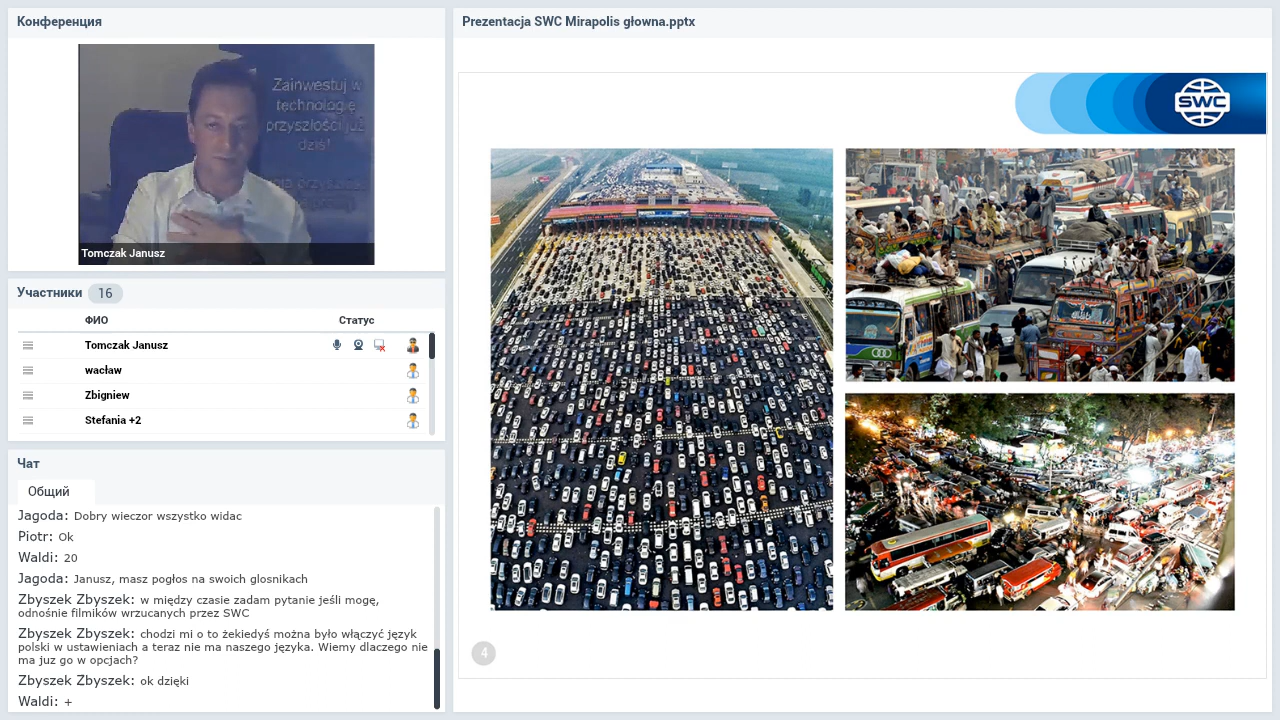 Конференция
Zainwestuj w
technologię
przyszłości już
dziś!
Tomczak Janusz
Участники 16
ФИО Статус
Tomczak Janusz
wacław
Zbigniew
Stefania +2
Чат
Общий
Jagoda: Dobry wieczor wszystko widac
Piotr: Ok
Waldi: 20
Jagoda: Janusz, masz pogłos na swoich glosnikach
Zbyszek Zbyszek: w między czasie zadam pytanie jeśli mogę,
odnośnie filmików wrzucanych przez SWC
Zbyszek Zbyszek: chodzi mi o to żekiedyś można było włączyć język
polski w ustawieniach a teraz nie ma naszego języka. Wiemy dlaczego nie
ma juz go w opcjach?
Zbyszek Zbyszek: ok dzięki
Waldi: +
Prezentacja SWC Mirapolis głowna.pptx
SWC
4